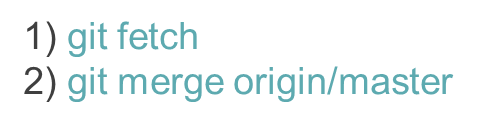 1) git fetch
2) git merge origin/master